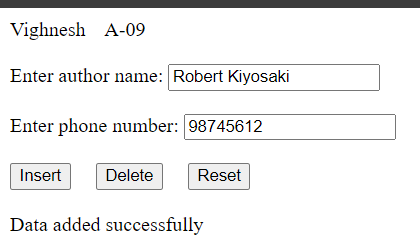 Vighnesh A-09
Enter author name: Robert Kiyosaki
Enter phone number: 98745612
Insert Delete Reset
Data added successfully